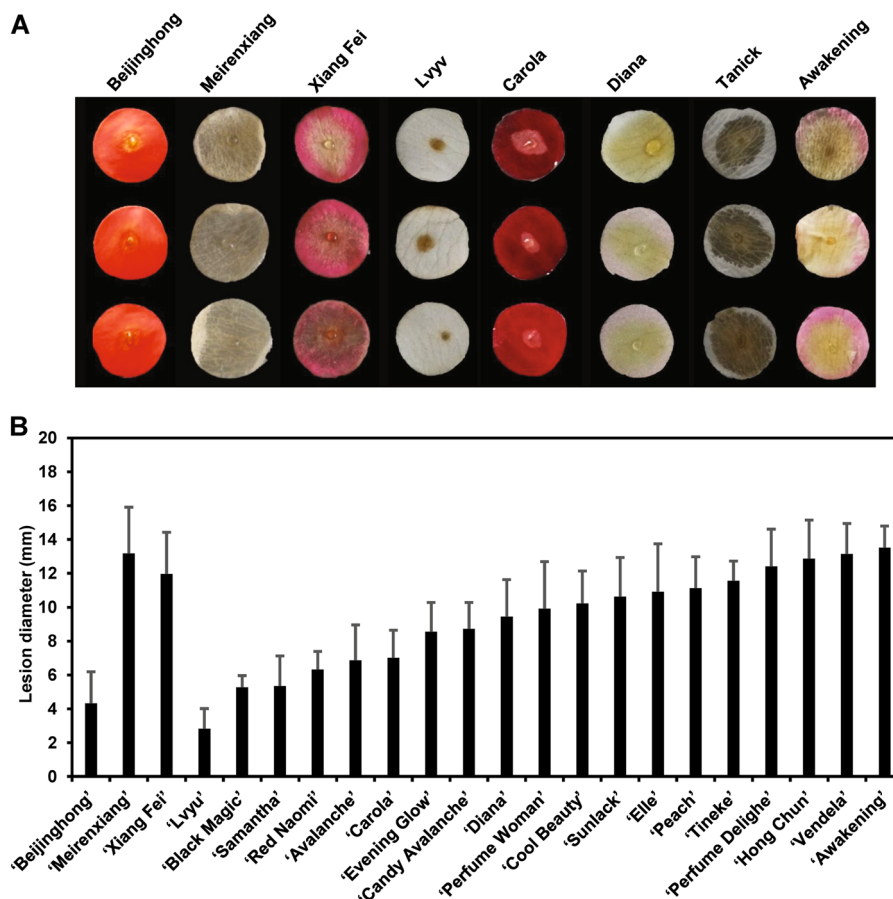 A
Beijinghong
Meirenxiang
Xiang Fei
Lvyv
Carola
Diana
Tanick
Awakening
B
Lesion diameter (mm)
20
18
16
14
12
10
8
6
4
2
0
‘Beijinghong’
‘Meirenxiang’
‘Xiang Fei’
‘Lvyu’
‘Black Magic’
‘Samantha’
‘Red Naomi’
‘Avalanche’
‘Carola’
‘Evening Glow’
‘Candy Avalanche’
‘Diana’
‘Perfume Woman’
‘Cool Beauty’
‘Sunlack’
‘Elle’
‘Peach’
‘Tineke’
‘Perfume Delighe’
‘Hong Chun’
‘Vendela’
‘Awakening’